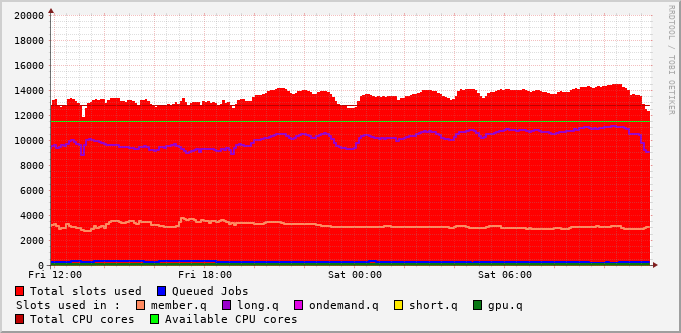 20000
18000
16000
14000
12000
10000
8000
6000
4000
2000
0
Fri 12:00 Fri 18:00 Sat 00:00 Sat 06:00
RRDTOOL / TOBI OETIKER
Total slots used Queued Jobs
Slots used in : member.q long.q ondemand.q short.q gpu.q
Total CPU cores Available CPU cores